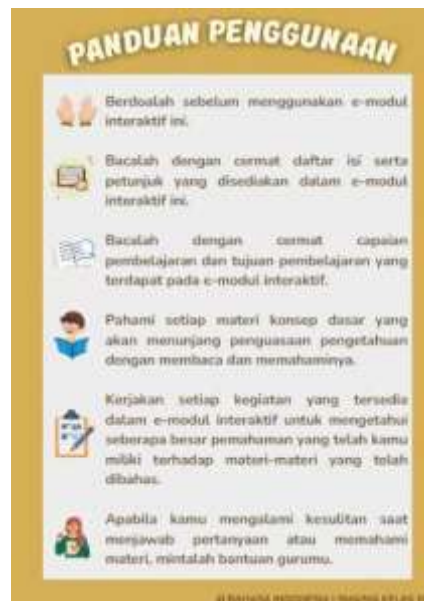 PANDUAN PENGGUNAAN
Berdoalah sebelum menggunakan e-modul
interaktif ini.
Bacalah dengan cermat daftar isi serta
petunjuk yang disediakan dalam e-modul
interaktif ini.
Bacalah dengan cermat capaian
pembelajaran dan tujuan pembelajaran yang
terdapat pada e-modul interaktif.
Pahami setiap materi konsep dasar yang
akan menunjang penguasaan pengetahuan
dengan membaca dan memahaminya.
Kerjakan setiap kegiatan yang tersedia
dalam e-modul interaktif untuk mengetahui
seberapa besar pemahaman yang telah kamu
miliki terhadap materi-materi yang telah
dibahas.
Apabila kamu mengalami kesulitan saat
menjawab pertanyaan atau memahami
materi, mintalah bantuan gurumu.
BAHASA INDONESIA KELAS